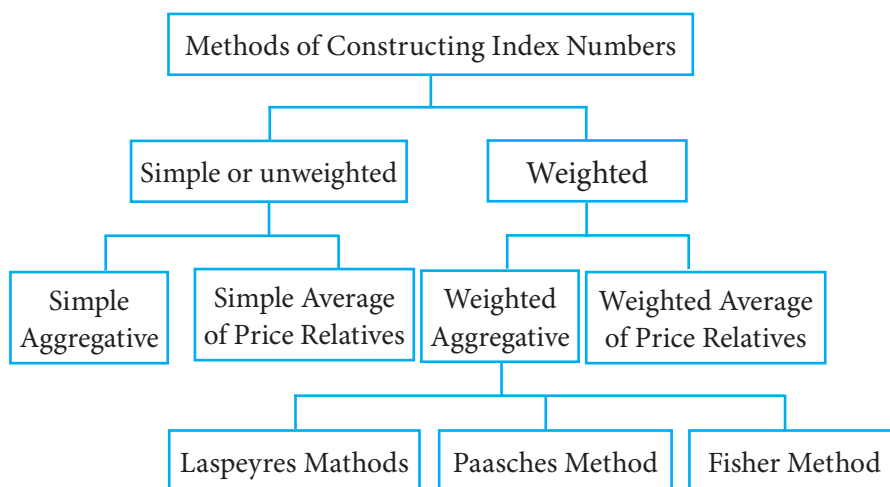 Methods of Constructing Index Numbers
Simple or unweighted
Weighted
Simple
Aggregative
Simple Average
of Price Relatives
Weighted
Aggregative
Weighted Average
of Price Relatives
Laspeyres Mathods
Paasches Method
Fisher Method